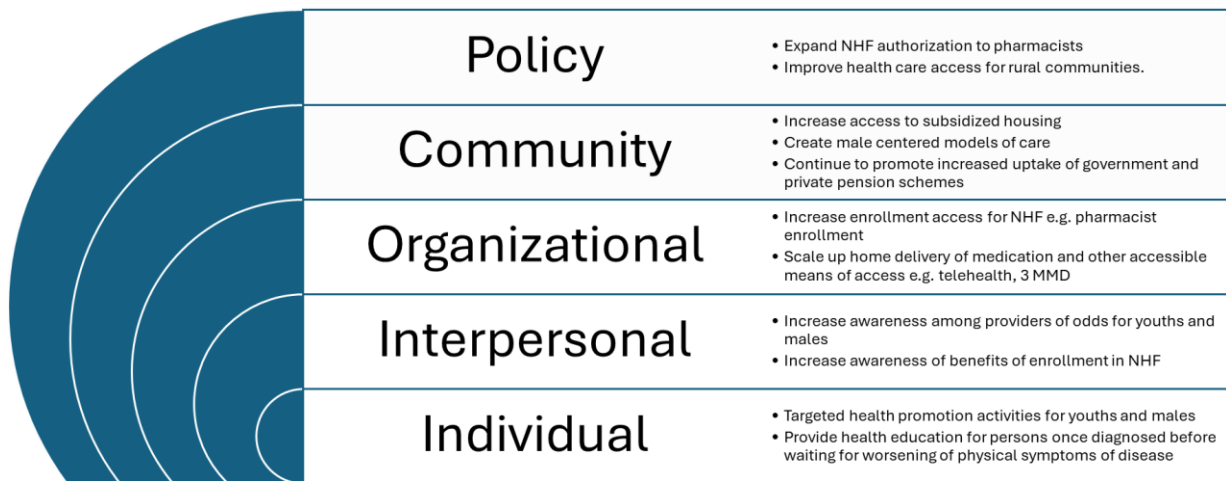 Policy
• Expand NHF authorization to pharmacists
• Improve health care access for rural communities.
Community
• Increase access to subsidized housing
• Create male centered models of care
• Continue to promote increased uptake of government and
private pension schemes
Organizational
• Increase enrollment access for NHF e.g. pharmacist
enrollment
• Scale up home delivery of medication and other accessible
means of access e.g. telehealth, 3 MMD
Interpersonal
• Increase awareness among providers of odds for youths and
males
• Increase awareness of benefits of enrollment in NHF
Individual
• Targeted health promotion activities for youths and males
• Provide health education for persons once diagnosed before
waiting for worsening of physical symptoms of disease